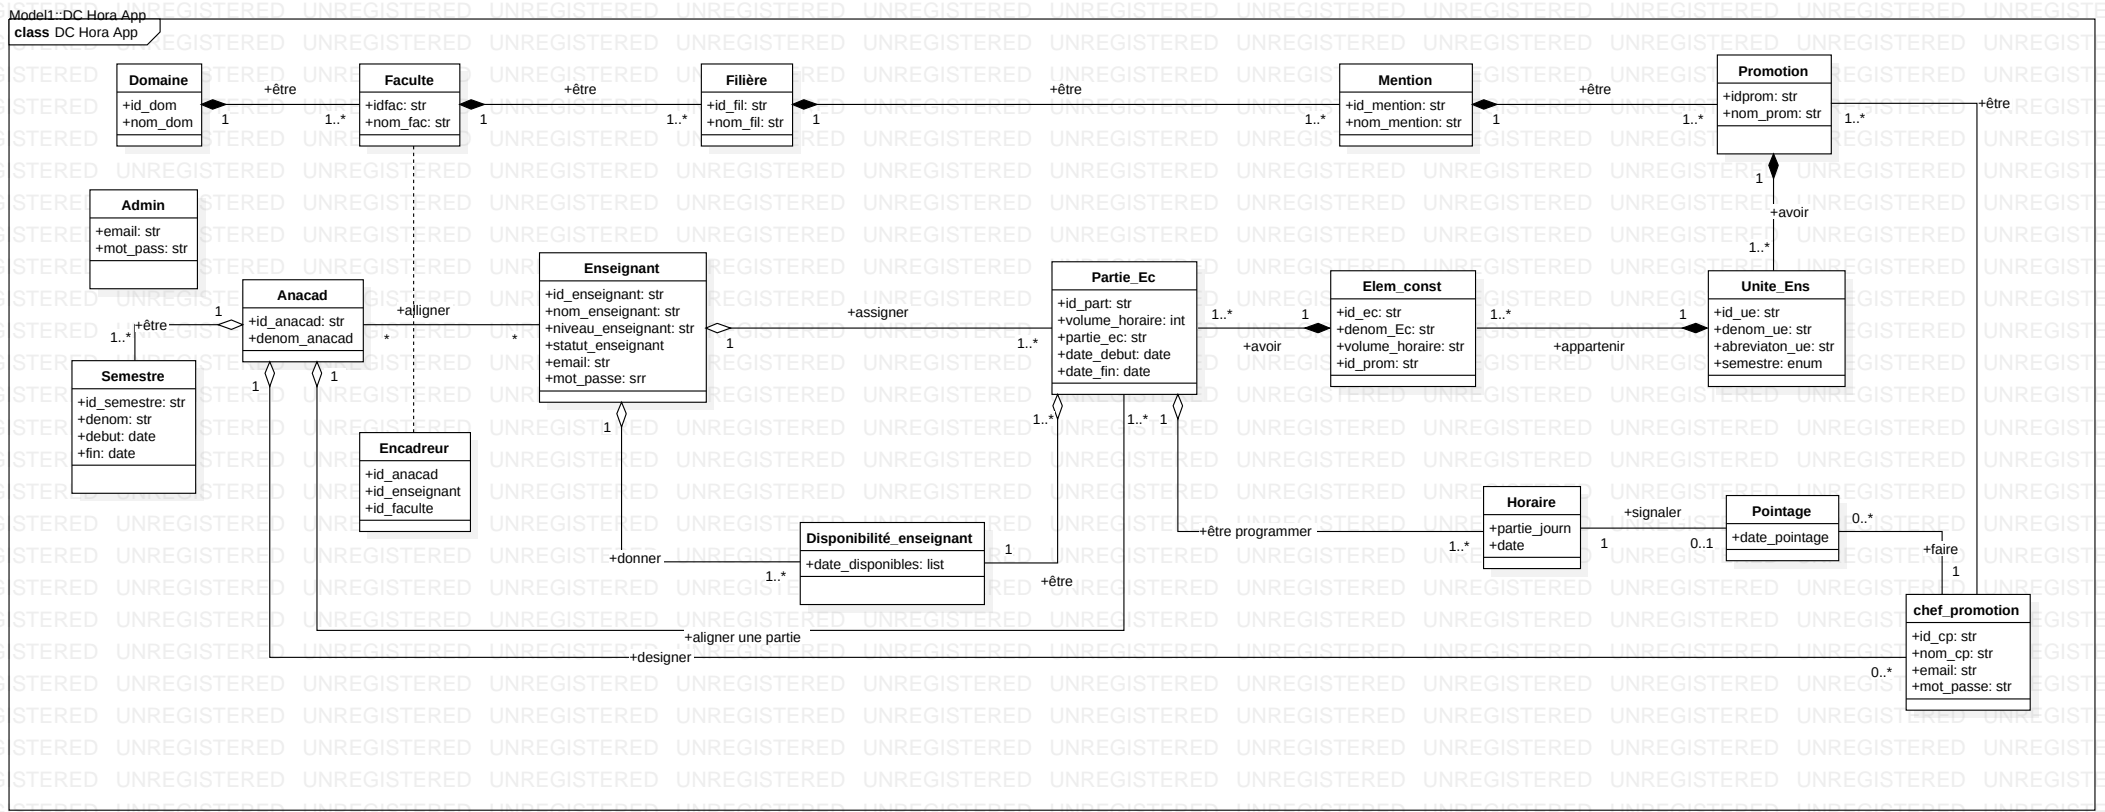 Model1::DC Hora App
class DC Hora App
Domaine
+id_dom
+nom_dom
+être
1
1..*
Faculte
+idfac: str
+nom_fac: str
+être
1
1..*
Filière
+id_fil: str
+nom_fil: str
+être
1
1..*
Mention
+id_mention: str
+nom_mention: str
+être
1
1..*
Promotion
+idprom: str
+nom_prom: str
+être
1..*
1
+avoir
1..*
Admin
+email: str
+mot_pass: str
Anacad
+id_anacad: str
+denom_anacad
1
+être
1..*
Semestre
+id_semestre: str
+denom: str
+debut: date
+fin: date
+alligner
*
*
1
1
Enseignant
+id_enseignant: str
+nom_enseignant: str
+niveau_enseignant: str
+statut_enseignant
+email: str
+mot_passe: srr
+assigner
1
1..*
Partie_Ec
+id_part: str
+volume_horaire: int
+partie_ec: str
+date_debut: date
+date_fin: date
1..*
1
+avoir
Elem_const
+id_ec: str
+denom_Ec: str
+volume_horaire: str
+id_prom: str
1..*
1
+appartenir
Unite_Ens
+id_ue: str
+denom_ue: str
+abreviaton_ue: str
+semestre: enum
Encadreur
+id_anacad
+id_enseignant
+id_faculte
1
+donner
1..*
Disponibilité_enseignant
+date_disponibles: list
1
+être
1..*
1..*
1
+être programmer
1..*
Horaire
+partie_journ
+date
+signaler
1
0..1
Pointage
+date_pointage
0..*
+faire
1
chef_promotion
+id_cp: str
+nom_cp: str
+email: str
+mot_passe: str
+aligner une partie
+designer
0..*
UNREGISTERED